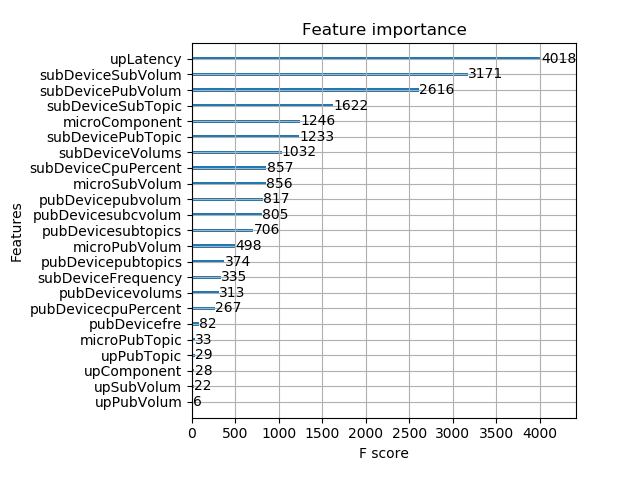 Feature importance
upLatency 4018
subDeviceSubVolum 3171
subDevicePubVolum 2616
subDeviceSubTopic 1622
microComponent 1246
subDevicePubTopic 1233
subDeviceVolums 1032
subDeviceCpuPercent 857
microSubVolum 856
pubDevicepubvolum 817
pubDevicesubcvolum 805
pubDevicesubtopics 706
microPubVolum 498
pubDevicepubtopics 374
subDeviceFrequency 335
pubDevicevolums 313
pubDevicecpuPercent 267
pubDevicefre 82
microPubTopic 33
upPubTopic 29
upComponent 28
upSubVolum 22
upPubVolum 6
Features
0 500 1000 1500 2000 2500 3000 3500 4000
F score